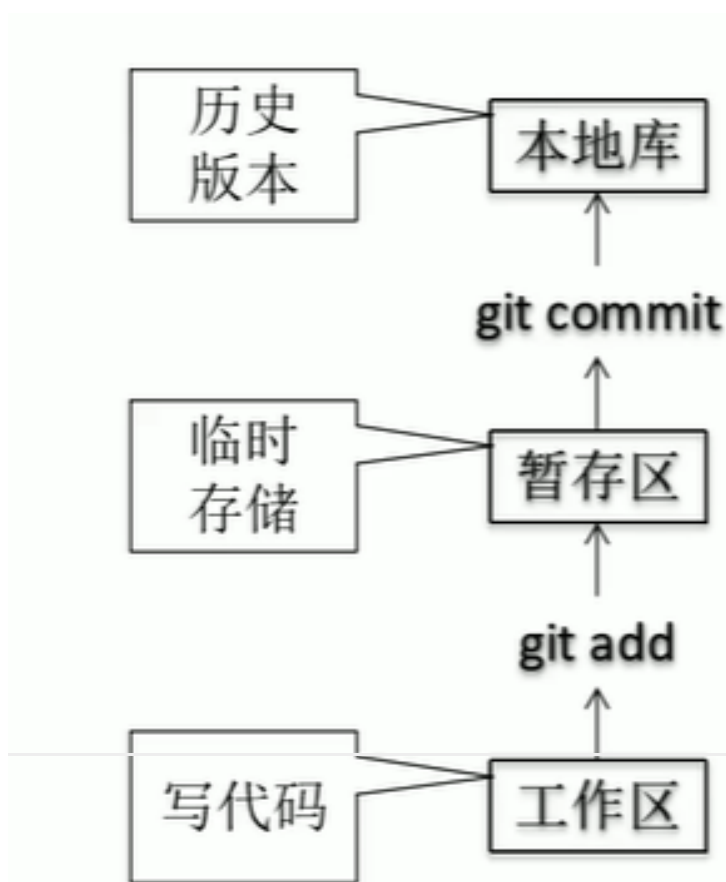 历史
版本
本地库
git commit
临时
存储
暂存区
git add
写代码
工作区